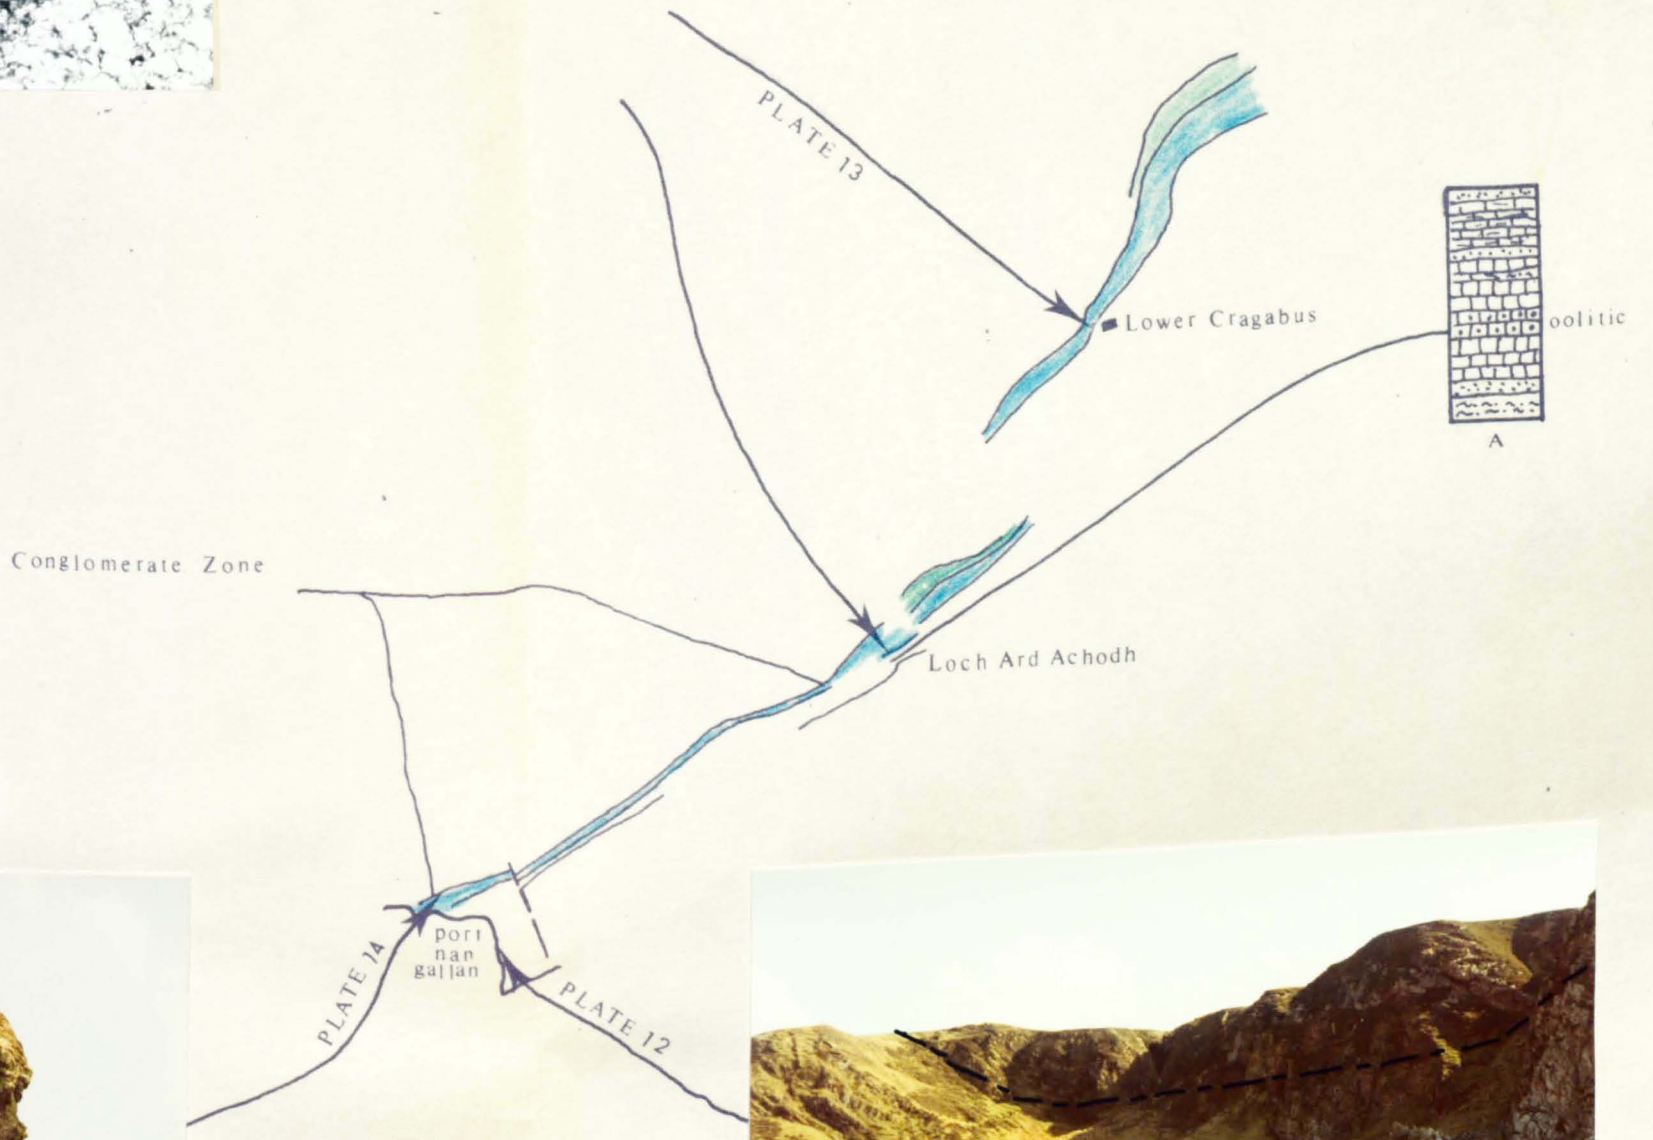 PLATE 13
Lower Cragabus
oolitic
A
Conglomerate Zone
Loch Ard Achodh
port
nan
gallan
PLATE 14
PLATE 12